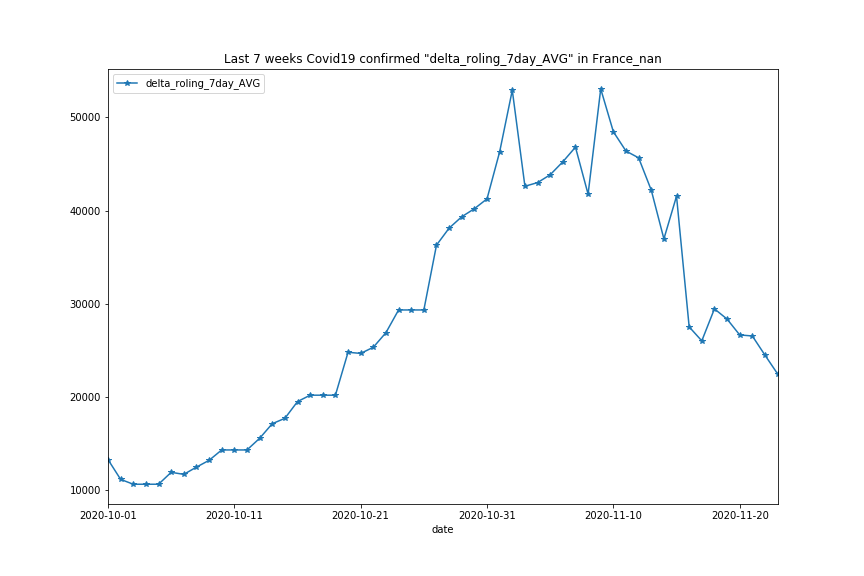 Last 7 weeks Covid19 confirmed "delta_roling_7day_AVG" in France_nan
delta_roling_7day_AVG
50000
40000
30000
20000
10000
2020-10-01 2020-10-11 2020-10-21 2020-10-31 2020-11-10 2020-11-20
date